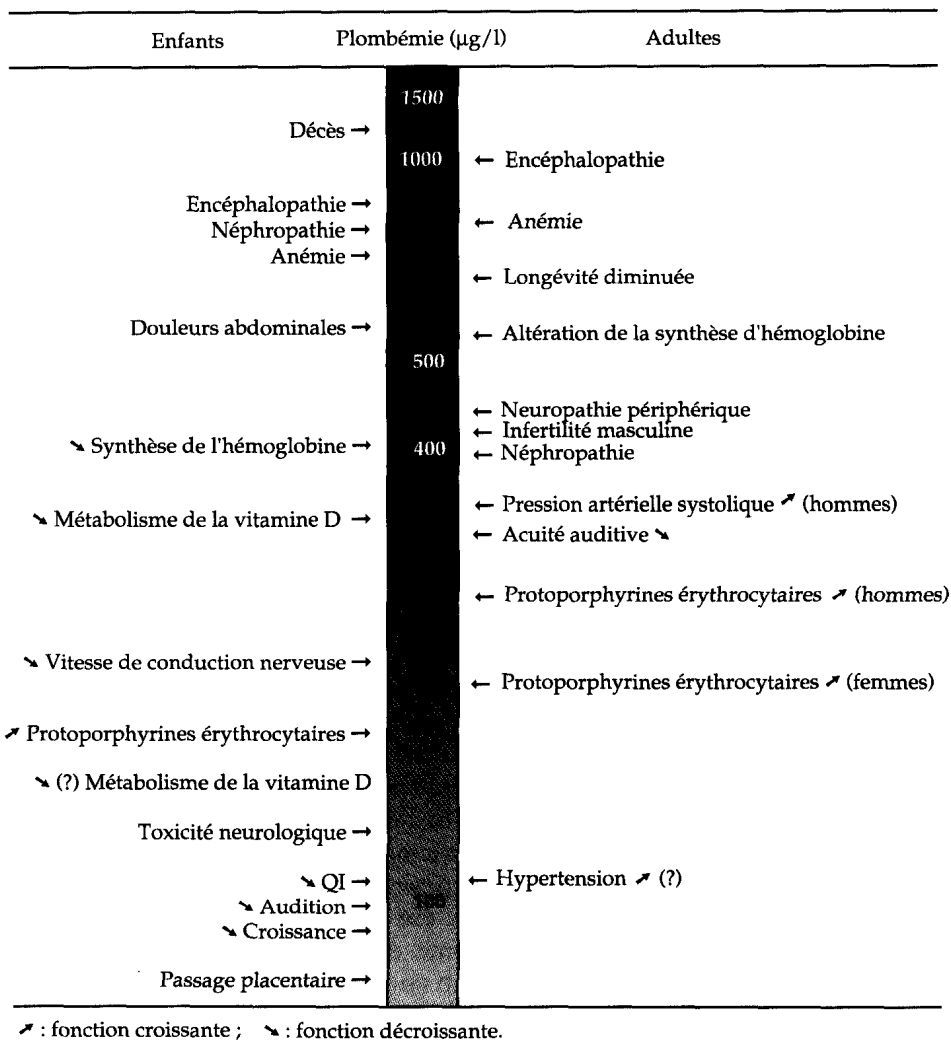 Enfants Plombémie (µg/l) Adultes
1500
Décès →
1000 ← Encéphalopathie
Encéphalopathie →
Néphropathie → ← Anémie
Anémie →
← Longévité diminuée
Douleurs abdominales → ← Altération de la synthèse d'hémoglobine
500
← Neuropathie périphérique
← Infertilité masculine
↘ Synthèse de l'hémoglobine → 400 ← Néphropathie
← Pression artérielle systolique ↗ (hommes)
↘ Métabolisme de la vitamine D →
← Acuité auditive ↘
← Protoporphyrines érythrocytaires ↗ (hommes)
↘ Vitesse de conduction nerveuse →
← Protoporphyrines érythrocytaires ↗ (femmes)
↗ Protoporphyrines érythrocytaires →
↘ (?) Métabolisme de la vitamine D
Toxicité neurologique →
↘ QI → ← Hypertension ↗ (?)
↘ Audition → 100
↘ Croissance →
Passage placentaire →
↗ : fonction croissante ; ↘ : fonction décroissante.